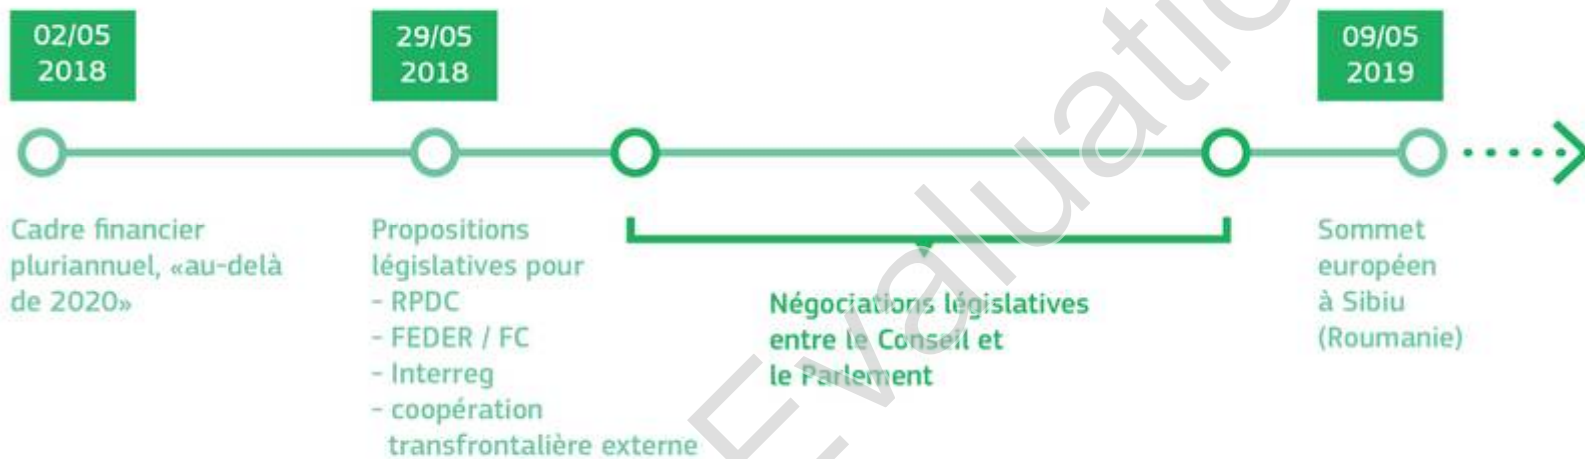 02/05
2018
29/05
2018
09/05
2019
Cadre financier
pluriannuel, «au-delà
de 2020»
Propositions
législatives pour
- RPDC
- FEDER / FC
- Interreg
- coopération
transfrontalière externe
Négociations législatives
entre le Conseil et
le Parlement
Sommet
européen
à Sibiu
(Roumanie)
Evaluatio